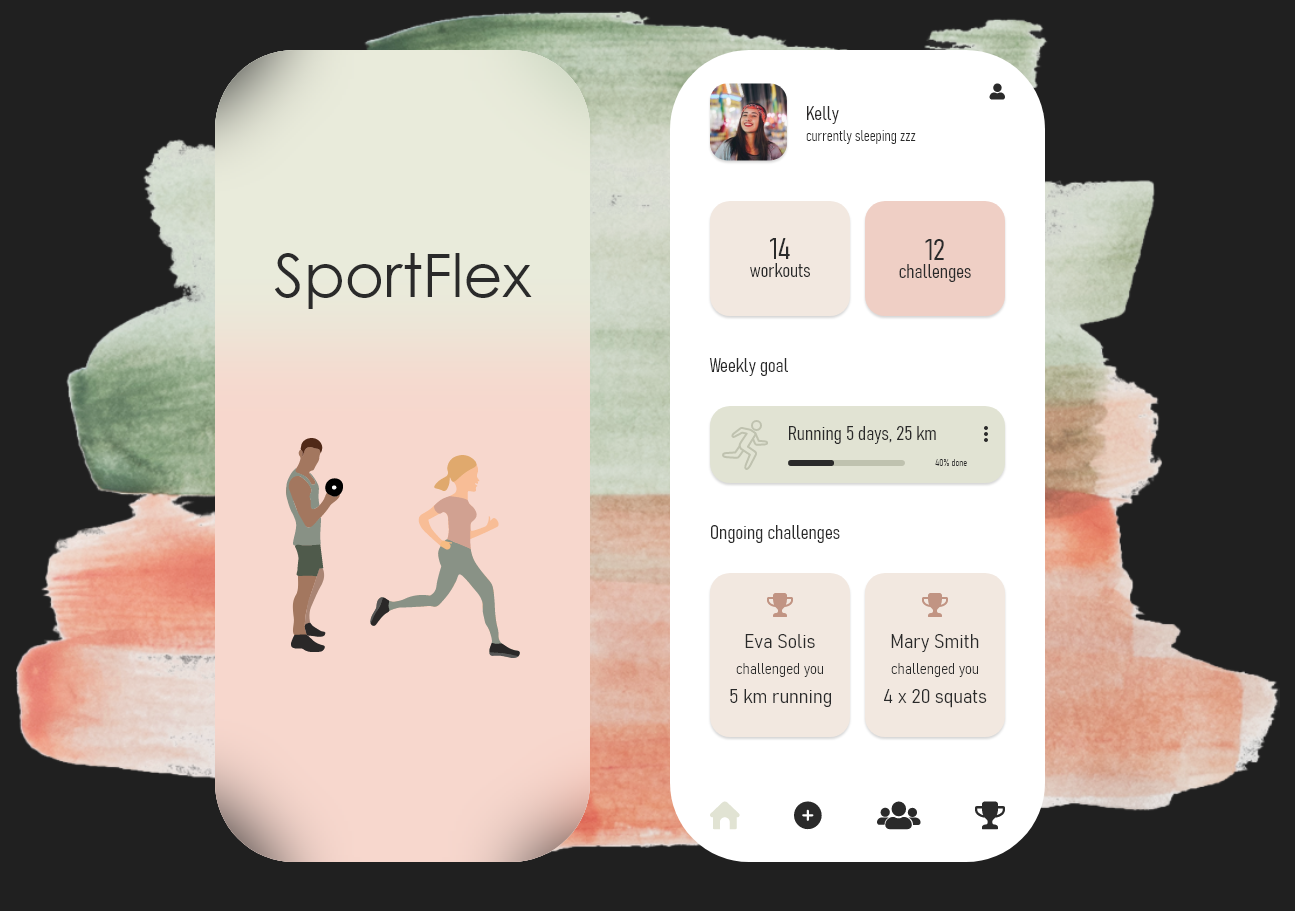 SportFlex
Kelly
currently sleeping zzz
14
workouts
12
challenges
Weekly goal
Running 5 days, 25 km
40% done
Ongoing challenges
Eva Solis
challenged you
5 km running
Mary Smith
challenged you
4 x 20 squats